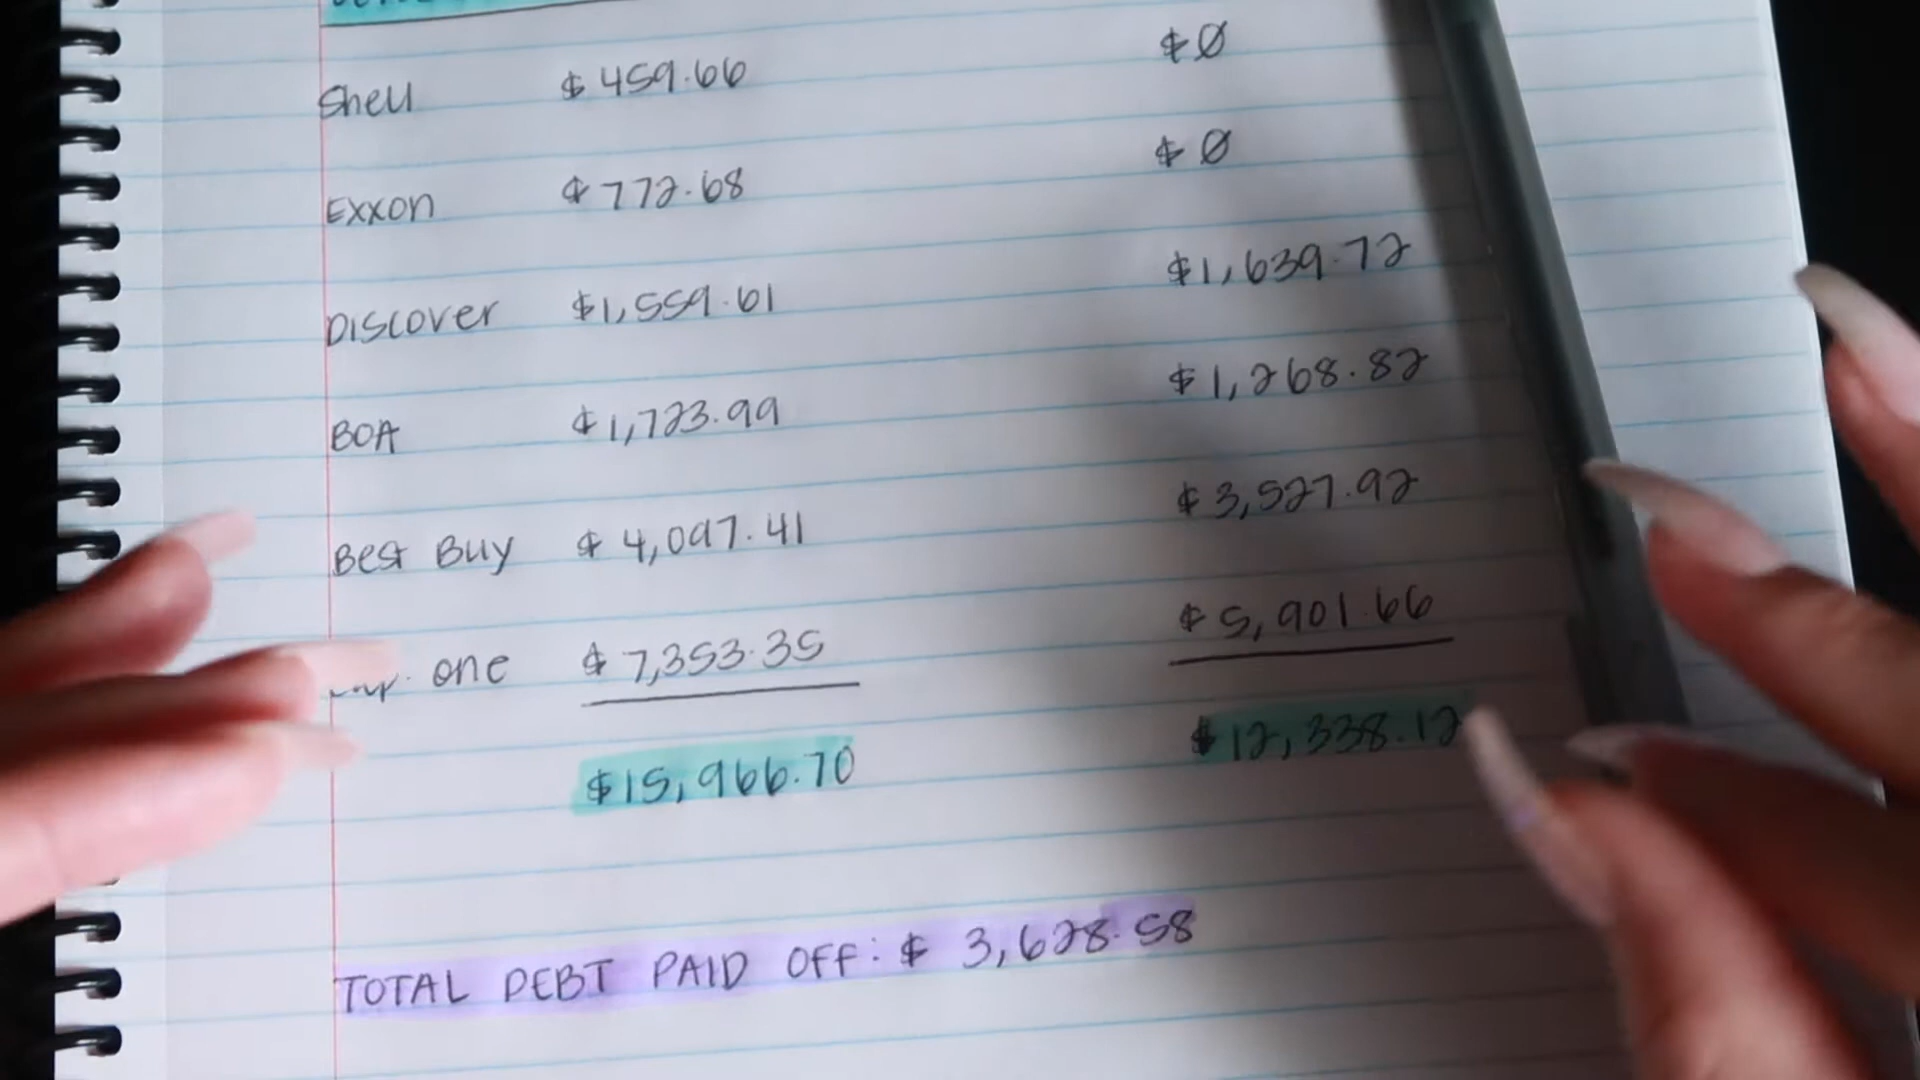 Shell $459.66 $0
EXXON $772.68 $0
DISCOVER $1,559.61 $1,639.72
BOA $1,723.99 $1,268.82
BEST BUY $4,097.41 $3,527.92
one $7,353.35 $5,901.66
$15,966.70 $12,338.12
TOTAL DEBT PAID OFF: $3,628.58